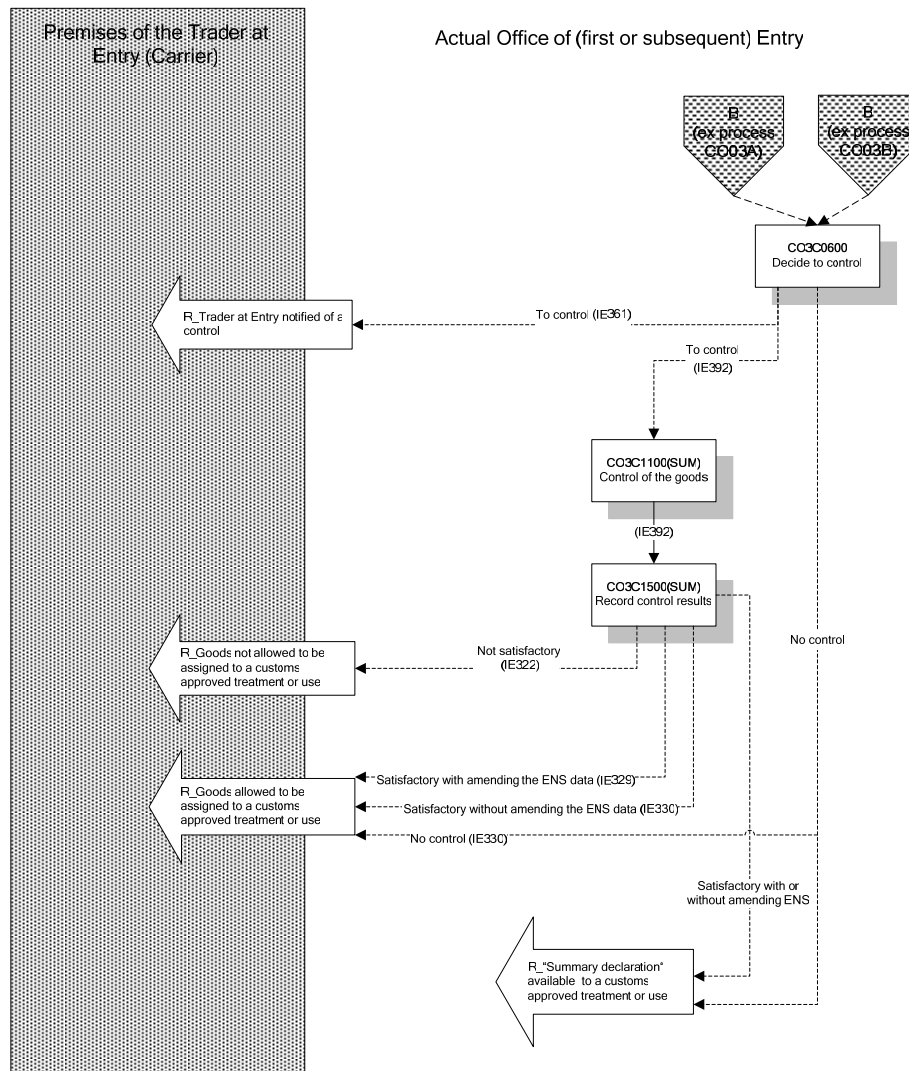 Premises of the Trader at
Entry (Carrier)
Actual Office of (first or subsequent) Entry
B
(ex process
CO03A)
B
(ex process
CO03B)
CO3C0600
Decide to control
R_Trader at Entry notified of a
control
To control (IE361)
To control
(IE392)
CO3C1100(SUM)
Control of the goods
(IE392)
CO3C1500(SUM)
Record control results
No control
Not satisfactory
(IE322)
R_Goods not allowed to be
assigned to a customs
approved treatment or use
R_Goods allowed to be
assigned to a customs
approved treatment or use
Satisfactory with amending the ENS data (IE329)
Satisfactory without amending the ENS data (IE330)
No control (IE330)
Satisfactory with or
without amending ENS
R_"Summary declaration"
available to a customs
approved treatment or use